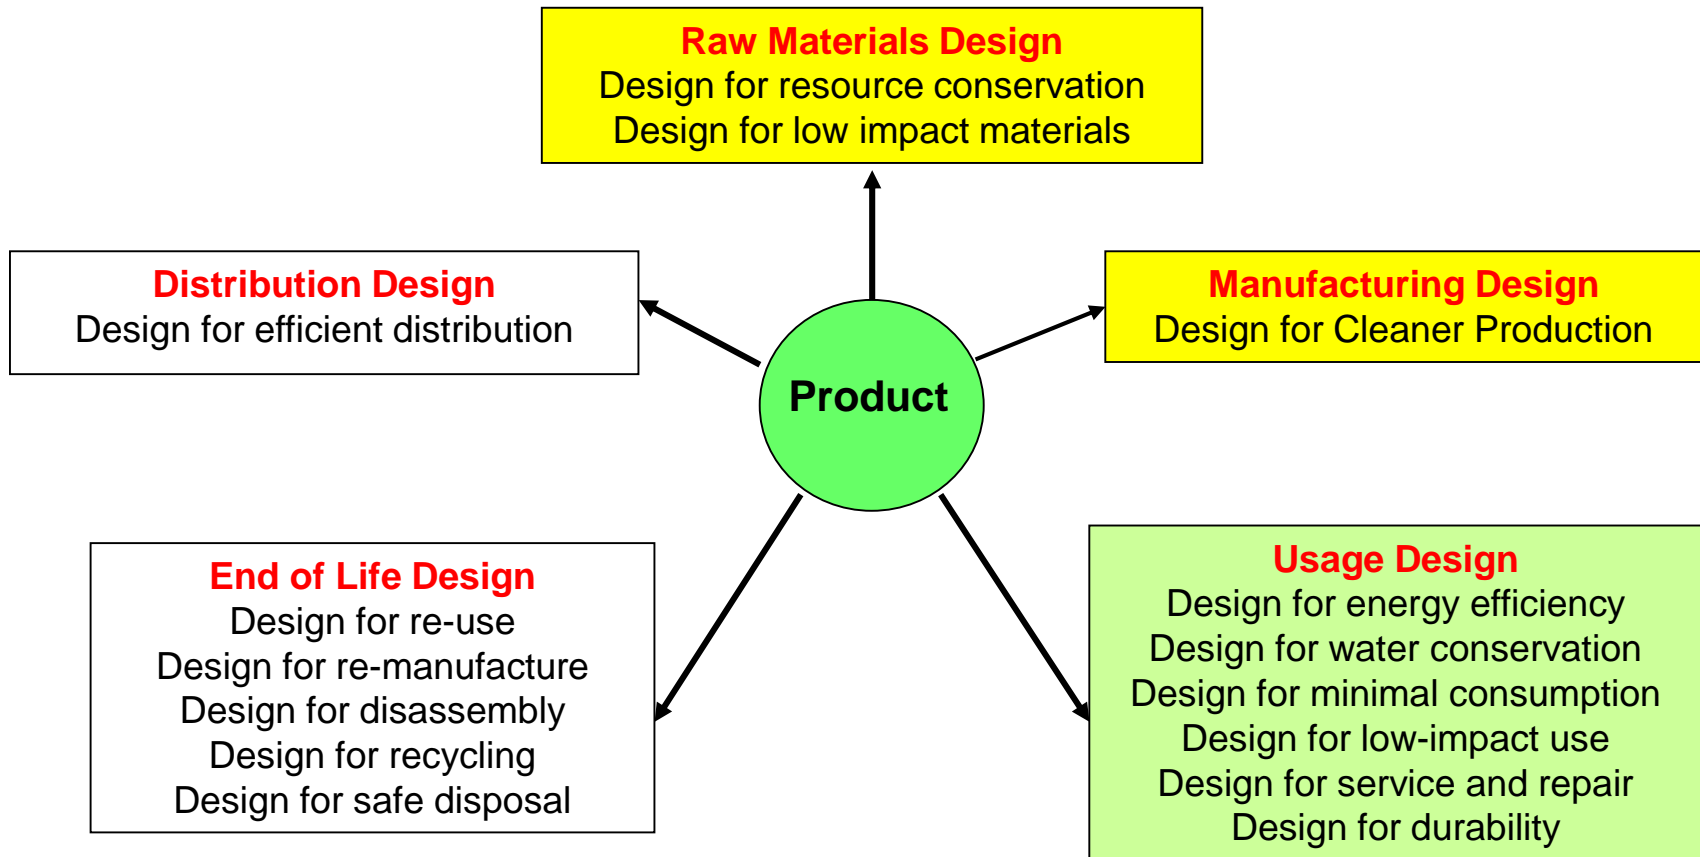 Raw Materials Design
Design for resource conservation
Design for low impact materials
Distribution Design
Design for efficient distribution
Manufacturing Design
Design for Cleaner Production
Product
End of Life Design
Design for re-use
Design for re-manufacture
Design for disassembly
Design for recycling
Design for safe disposal
Usage Design
Design for energy efficiency
Design for water conservation
Design for minimal consumption
Design for low-impact use
Design for service and repair
Design for durability